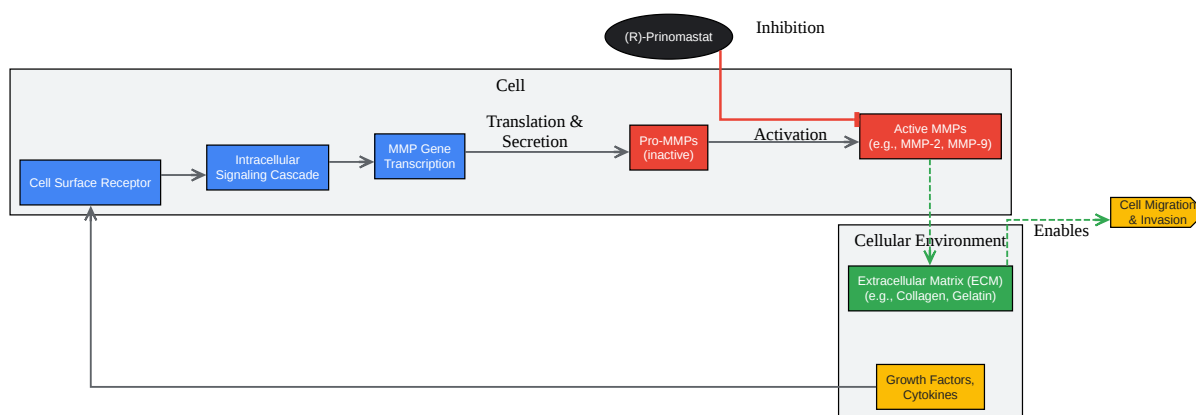 (R)-Prinomastat
Inhibition
Cell
Translation &
Secretion
Activation
Cell Surface Receptor
Intracellular
Signaling Cascade
MMP Gene
Transcription
Pro-MMPs
(inactive)
Active MMPs
(e.g., MMP-2, MMP-9)
Cell Migration
& Invasion
Enables
Cellular Environment
Extracellular Matrix (ECM)
(e.g., Collagen, Gelatin)
Growth Factors,
Cytokines